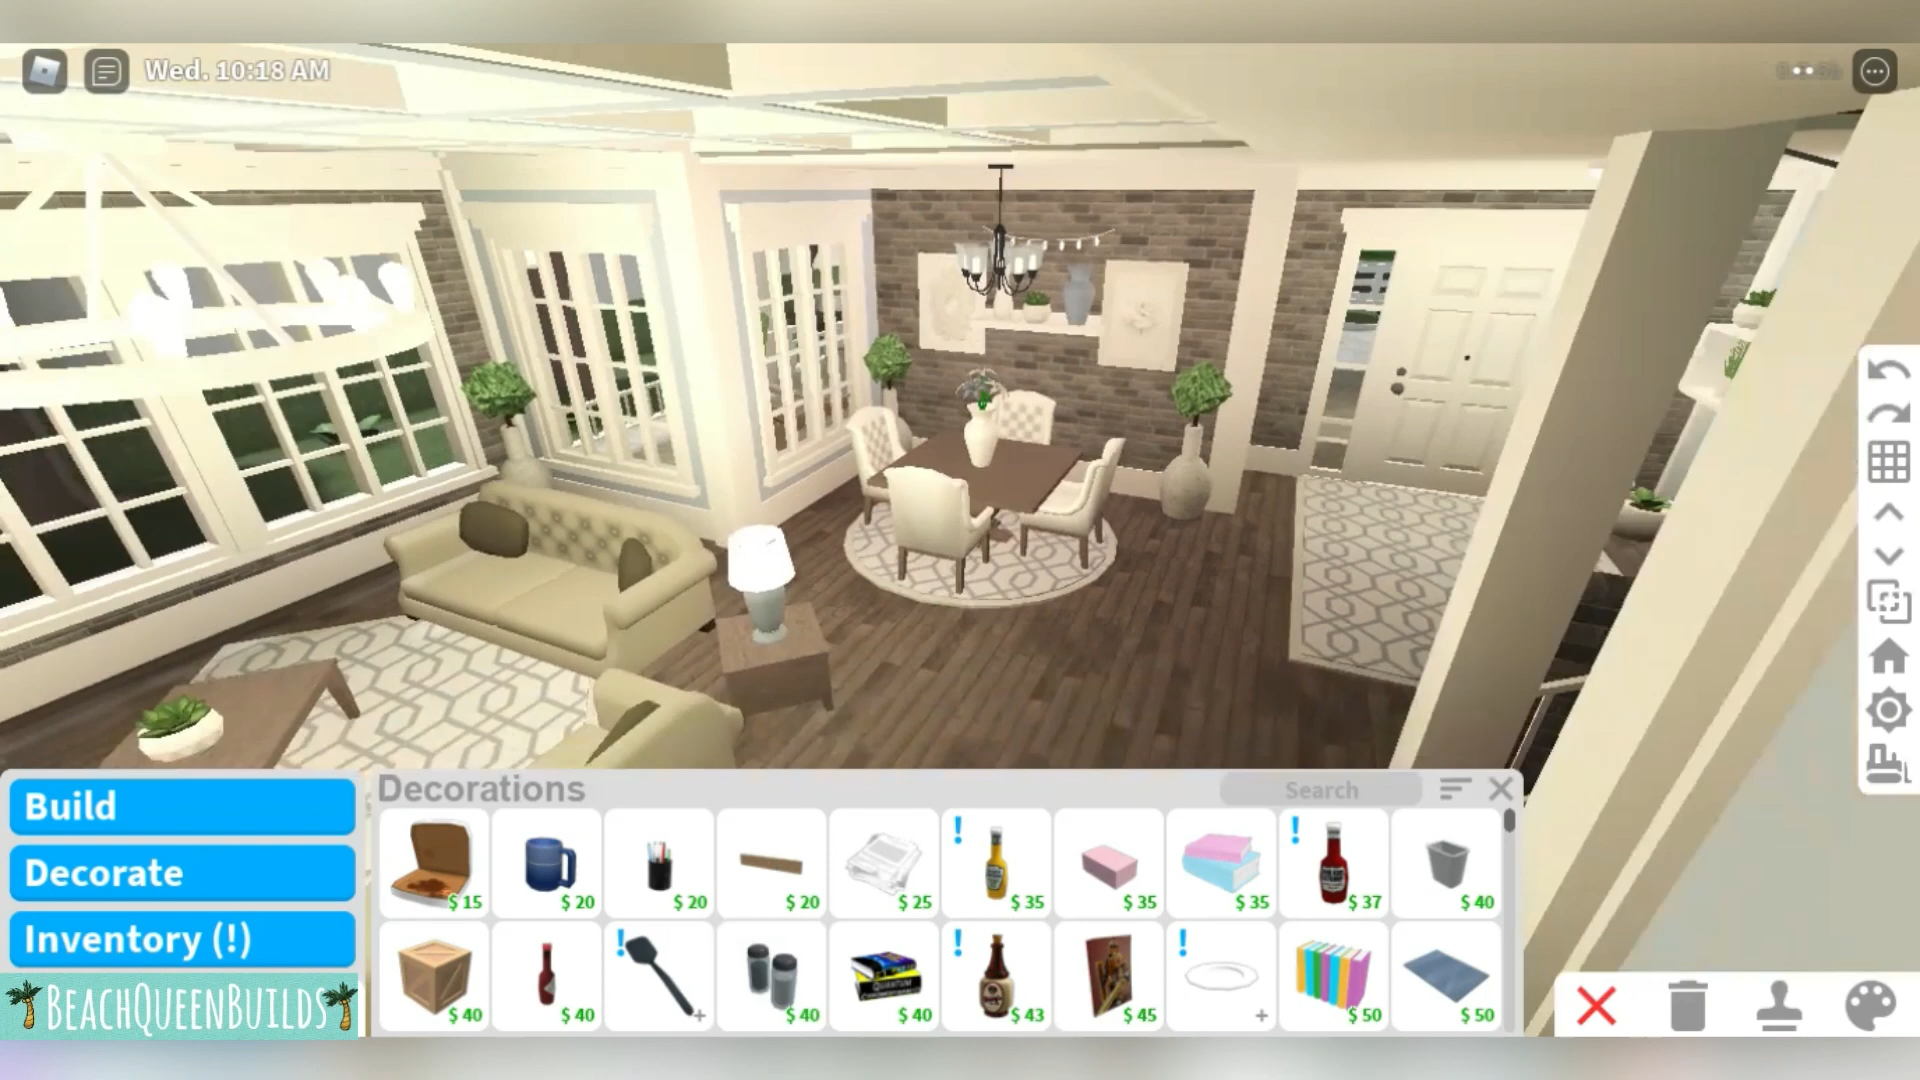 Wed. 10:18 AM
Build
Decorate
Inventory (!)
BEACHQUEENBUILDS
Decorations
Search
$ 15
$ 20
$ 20
$ 20
$ 25
! $ 35
$ 35
$ 35
! $ 37
$ 40
$ 40
$ 40
! +
$ 40
QUANTUM
$ 40
! $ 43
$ 45
! +
$ 50
$ 50